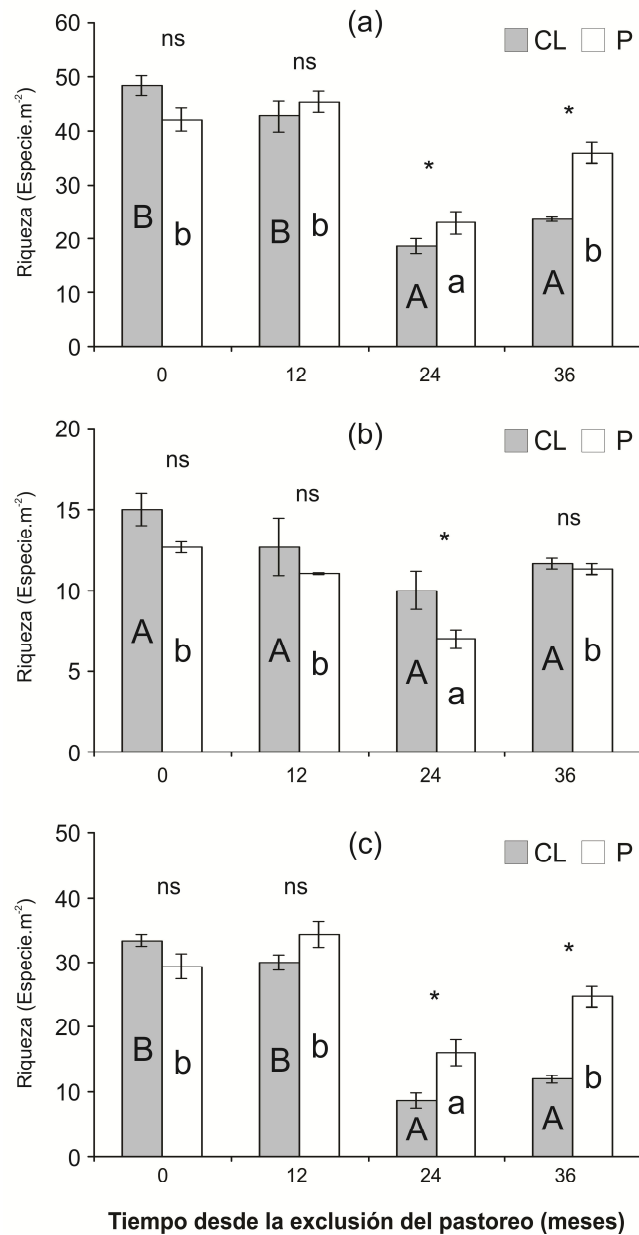 (a)
CL P
60
50
40
30
20
10
0
Riqueza (Especie.m-2)
ns
ns
*
*
B b B b A a A b
0 12 24 36
(b)
CL P
20
15
10
5
0
Riqueza (Especie.m-2)
ns
ns
*
ns
A b A b A a A b
0 12 24 36
(c)
CL P
50
40
30
20
10
0
Riqueza (Especie.m-2)
ns
ns
*
*
B b B b A a A b
0 12 24 36
Tiempo desde la exclusión del pastoreo (meses)